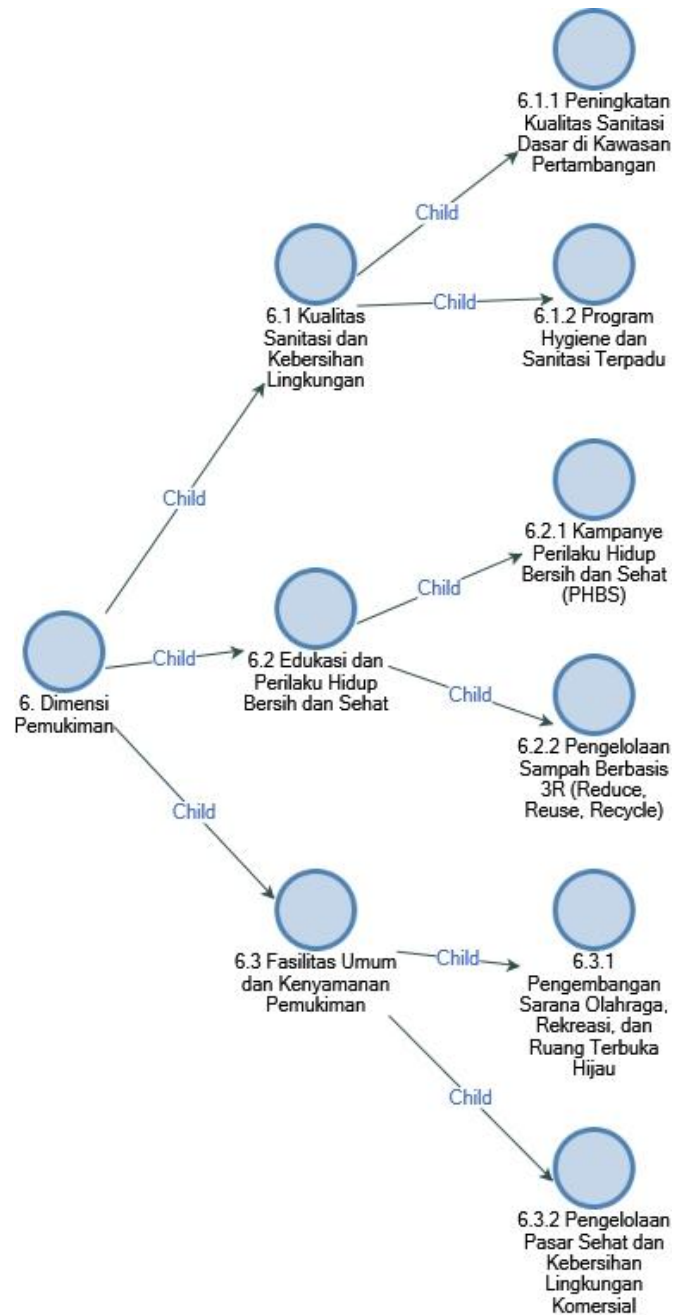 6.1.1 Peningkatan
Kualitas Sanitasi
Dasar di Kawasan
Pertambangan
Child
6.1 Kualitas
Sanitasi dan
Kebersihan
Lingkungan
Child
6.1.2 Program
Hygiene dan
Sanitasi Terpadu
Child
6.2.1 Kampanye
Perilaku Hidup
Bersih dan Sehat
(PHBS)
Child
6. Dimensi
Pemukiman
Child
6.2 Edukasi dan
Perilaku Hidup
Bersih dan Sehat
Child
6.2.2 Pengelolaan
Sampah Berbasis
3R (Reduce,
Reuse, Recycle)
Child
6.3 Fasilitas Umum
dan Kenyamanan
Pemukiman
Child
6.3.1
Pengembangan
Sarana Olahraga,
Rekreasi, dan
Ruang Terbuka
Hijau
Child
6.3.2 Pengelolaan
Pasar Sehat dan
Kebersihan
Lingkungan
Komersial